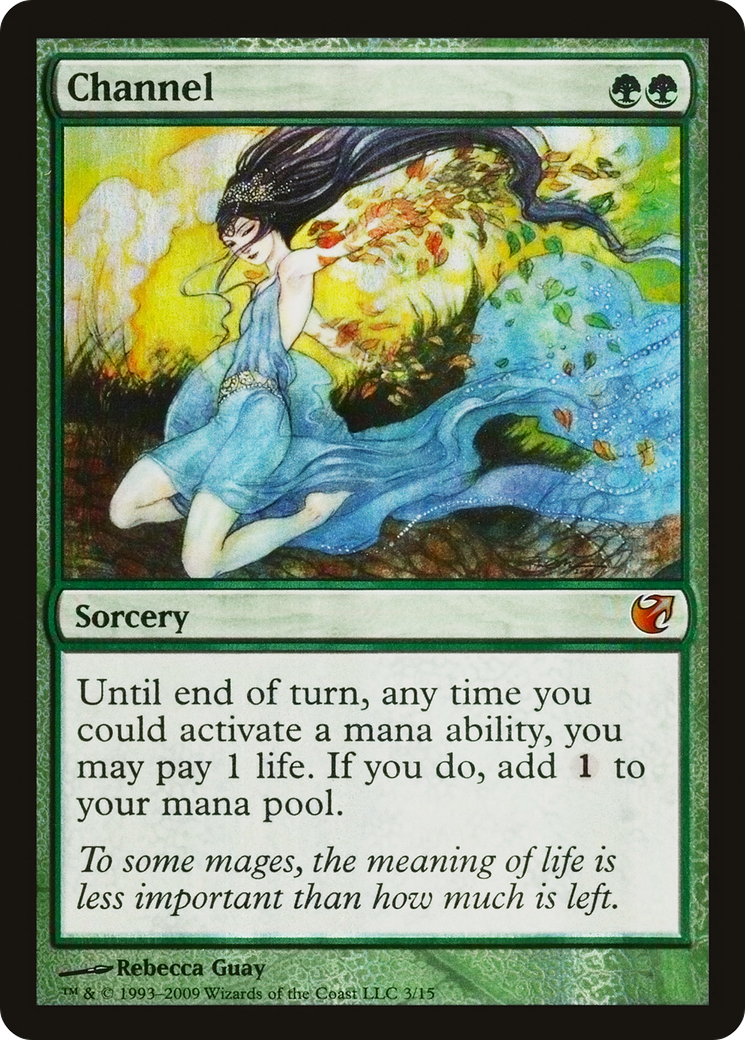 Channel
Sorcery
Until end of turn, any time you
could activate a mana ability, you
may pay 1 life. If you do, add 1 to
your mana pool.
To some mages, the meaning of life is
less important than how much is left.
Rebecca Guay
™ & © 1993–2009 Wizards of the Coast LLC 3/15